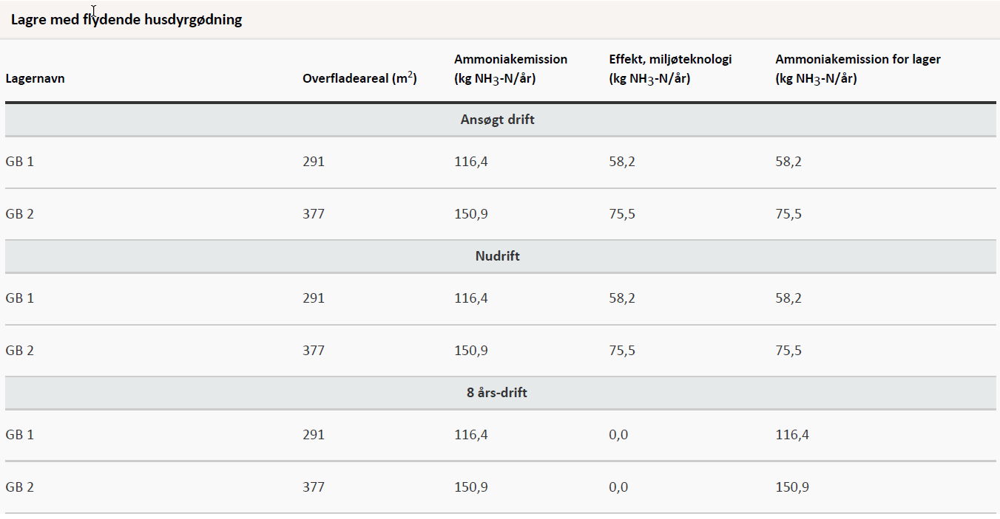 Lagre med flydende husdyrgødning
Lagernavn Overfladeareal (m²) Ammoniakemission (kg NH3-N/år) Effekt, miljøteknologi (kg NH3-N/år) Ammoniakemission for lager (kg NH3-N/år)
Ansøgt drift
GB 1 291 116,4 58,2 58,2
GB 2 377 150,9 75,5 75,5
Nudrift
GB 1 291 116,4 58,2 58,2
GB 2 377 150,9 75,5 75,5
8 års-drift
GB 1 291 116,4 0,0 116,4
GB 2 377 150,9 0,0 150,9